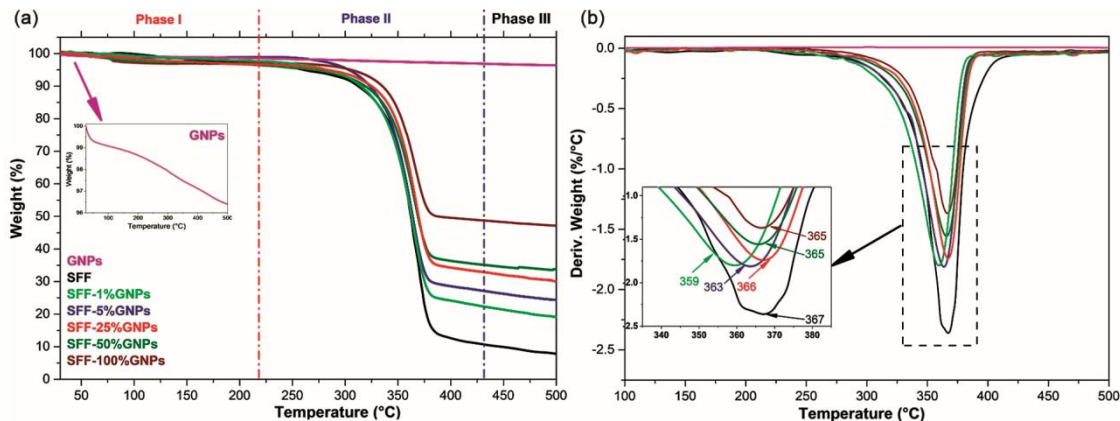 (a)
Phase I
Phase II
Phase III
100
90
80
70
60
50
40
30
20
10
0
Weight (%)
50 100 150 200 250 300 350 400 450 500
Temperature (°C)
GNPs
100
99
98
97
96
Weight (%)
100 200 300 400 500
Temperature (°C)
GNPs
SFF
SFF-1%GNPs
SFF-5%GNPs
SFF-25%GNPs
SFF-50%GNPs
SFF-100%GNPs
(b)
0.0
-0.5
-1.0
-1.5
-2.0
-2.5
Deriv. Weight (%/°C)
100 150 200 250 300 350 400 450 500
Temperature (°C)
-1.0
-1.5
-2.0
-2.5
340 350 360 370 380
359
363
366
365
365
367